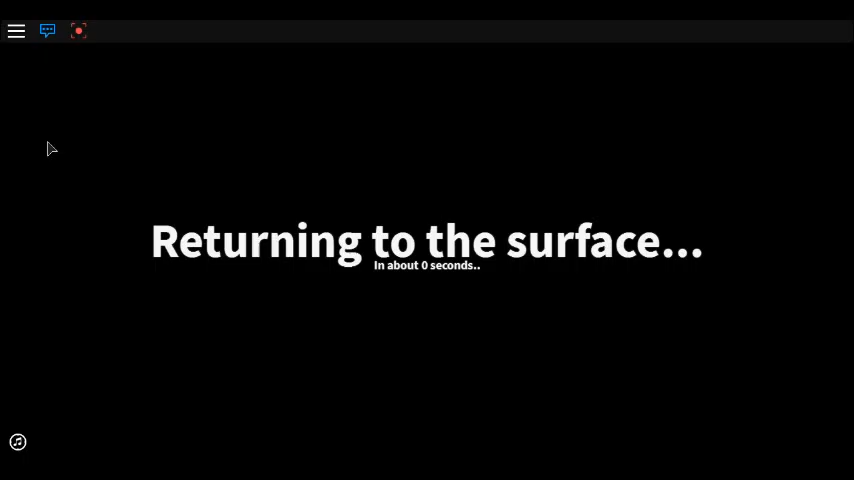 Returning to the surface...
In about 0 seconds..